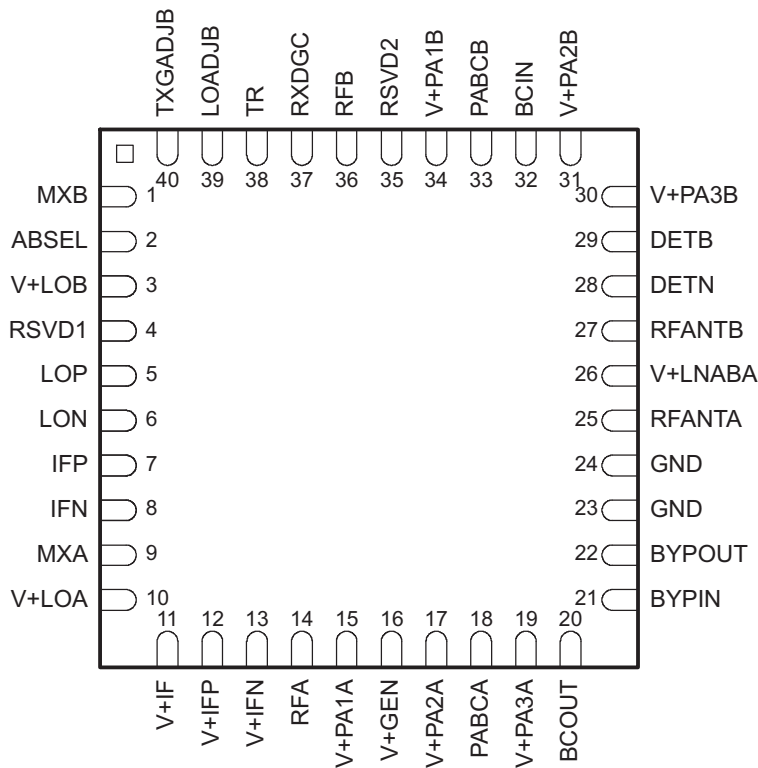 TXGADJB
LOADJB
TR
RXDGC
RFB
RSVD2
V+PA1B
PABCB
BCIN
V+PA2B
40
39
38
37
36
35
34
33
32
31
MXB 1
ABSEL 2
V+LOB 3
RSVD1 4
LOP 5
LON 6
IFP 7
IFN 8
MXA 9
V+LOA 10
30 V+PA3B
29 DETB
28 DETN
27 RFANTB
26 V+LNABA
25 RFANTA
24 GND
23 GND
22 BYPOUT
21 BYPIN
11
12
13
14
15
16
17
18
19
20
V+IF
V+IFP
V+IFN
RFA
V+PA1A
V+GEN
V+PA2A
PABCA
V+PA3A
BCOUT